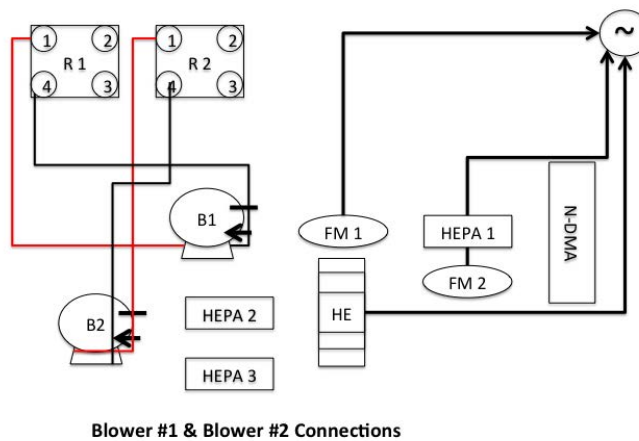 1 2
R 1
4 3
1 2
R 2
4 3
~
B1
FM 1
HEPA 1
N-DMA
FM 2
B2
HEPA 2
HE
HEPA 3
Blower #1 & Blower #2 Connections